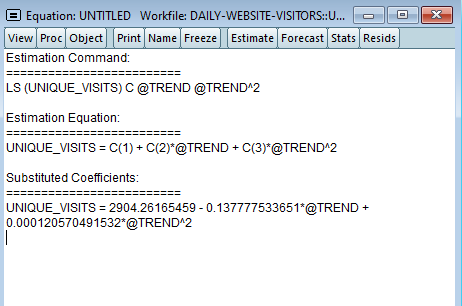 Equation: UNTITLED Workfile: DAILY-WEBSITE-VISITORS::U...
View Proc Object Print Name Freeze Estimate Forecast Stats Resids
Estimation Command:
=========================
LS (UNIQUE_VISITS) C @TREND @TREND^2
Estimation Equation:
=========================
UNIQUE_VISITS = C(1) + C(2)*@TREND + C(3)*@TREND^2
Substituted Coefficients:
=========================
UNIQUE_VISITS = 2904.26165459 - 0.137777533651*@TREND +
0.000120570491532*@TREND^2